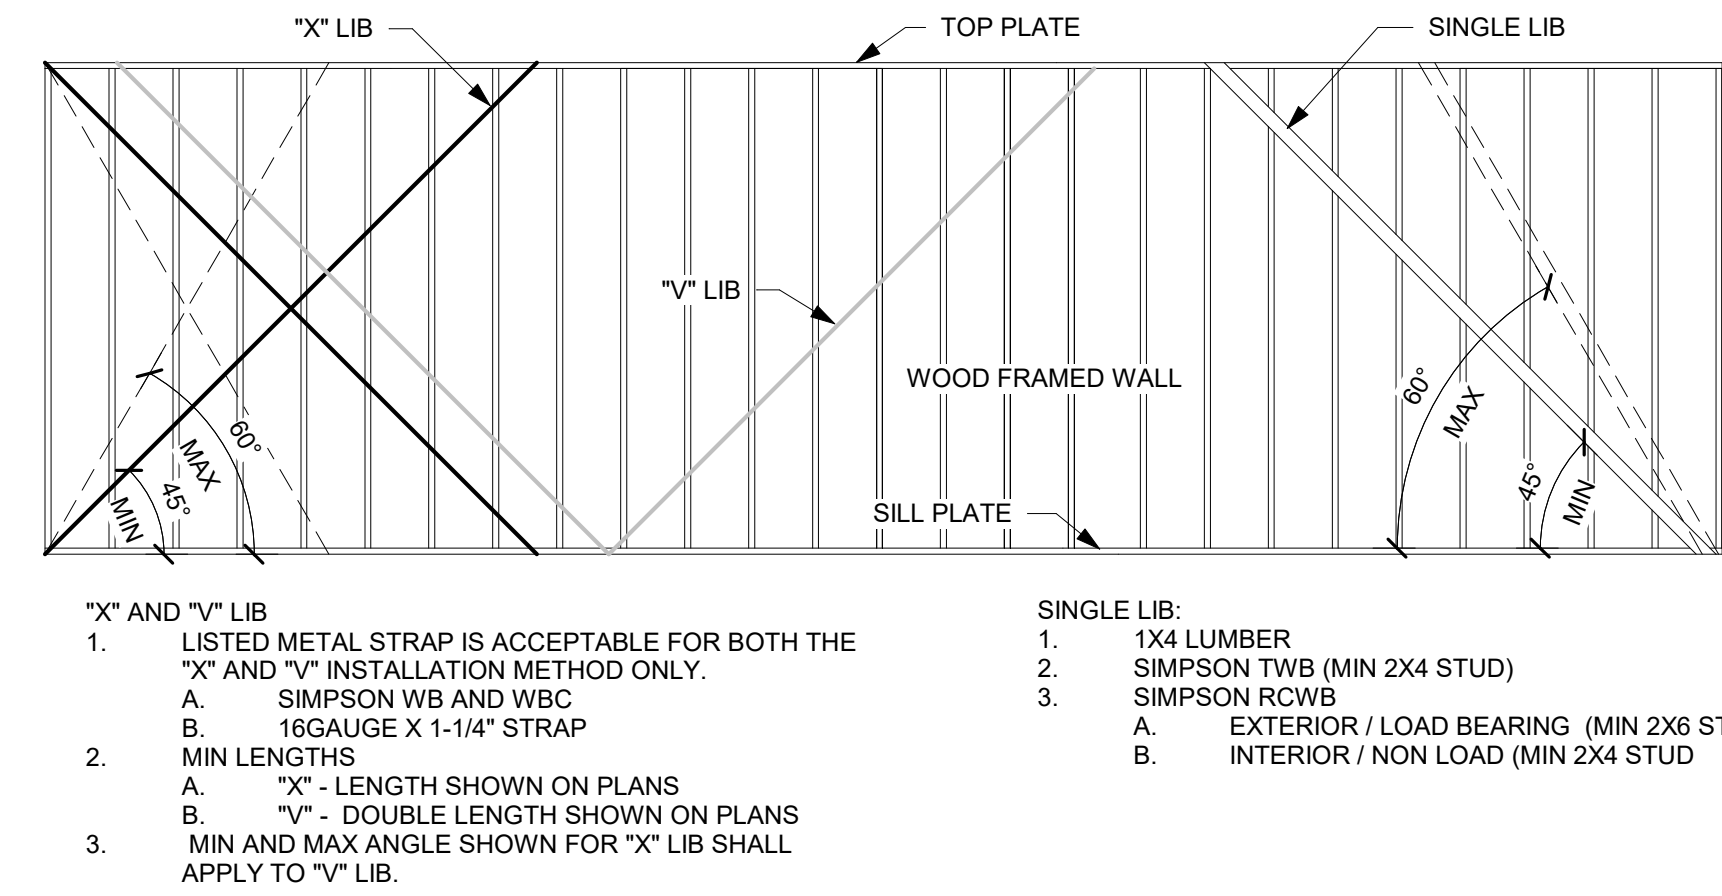 "X" LIB
TOP PLATE
SINGLE LIB
"V" LIB
WOOD FRAMED WALL
SILL PLATE
60°
MAX
45°
MIN
60°
MAX
45°
MIN
"X" AND "V" LIB
1. LISTED METAL STRAP IS ACCEPTABLE FOR BOTH THE
"X" AND "V" INSTALLATION METHOD ONLY.
A. SIMPSON WB AND WBC
B. 16GAUGE X 1-1/4" STRAP
2. MIN LENGTHS
A. "X" - LENGTH SHOWN ON PLANS
B. "V" - DOUBLE LENGTH SHOWN ON PLANS
3. MIN AND MAX ANGLE SHOWN FOR "X" LIB SHALL
APPLY TO "V" LIB.
SINGLE LIB:
1. 1X4 LUMBER
2. SIMPSON TWB (MIN 2X4 STUD)
3. SIMPSON RCWB
A. EXTERIOR / LOAD BEARING (MIN 2X6
B. INTERIOR / NON LOAD (MIN 2X4 STUD